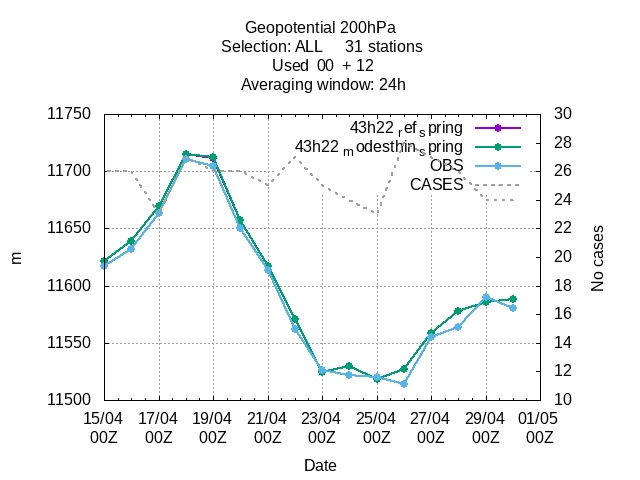 Geopotential 200hPa
Selection: ALL 31 stations
Used 00 + 12
Averaging window: 24h
43h22 ref spring
43h22 modesthin spring
OBS
CASES
11750
11700
11650
11600
11550
11500
m
30
28
26
24
22
20
18
16
14
12
10
No cases
15/04 17/04 19/04 21/04 23/04 25/04 27/04 29/04 01/05
00Z 00Z 00Z 00Z 00Z 00Z 00Z 00Z 00Z
Date